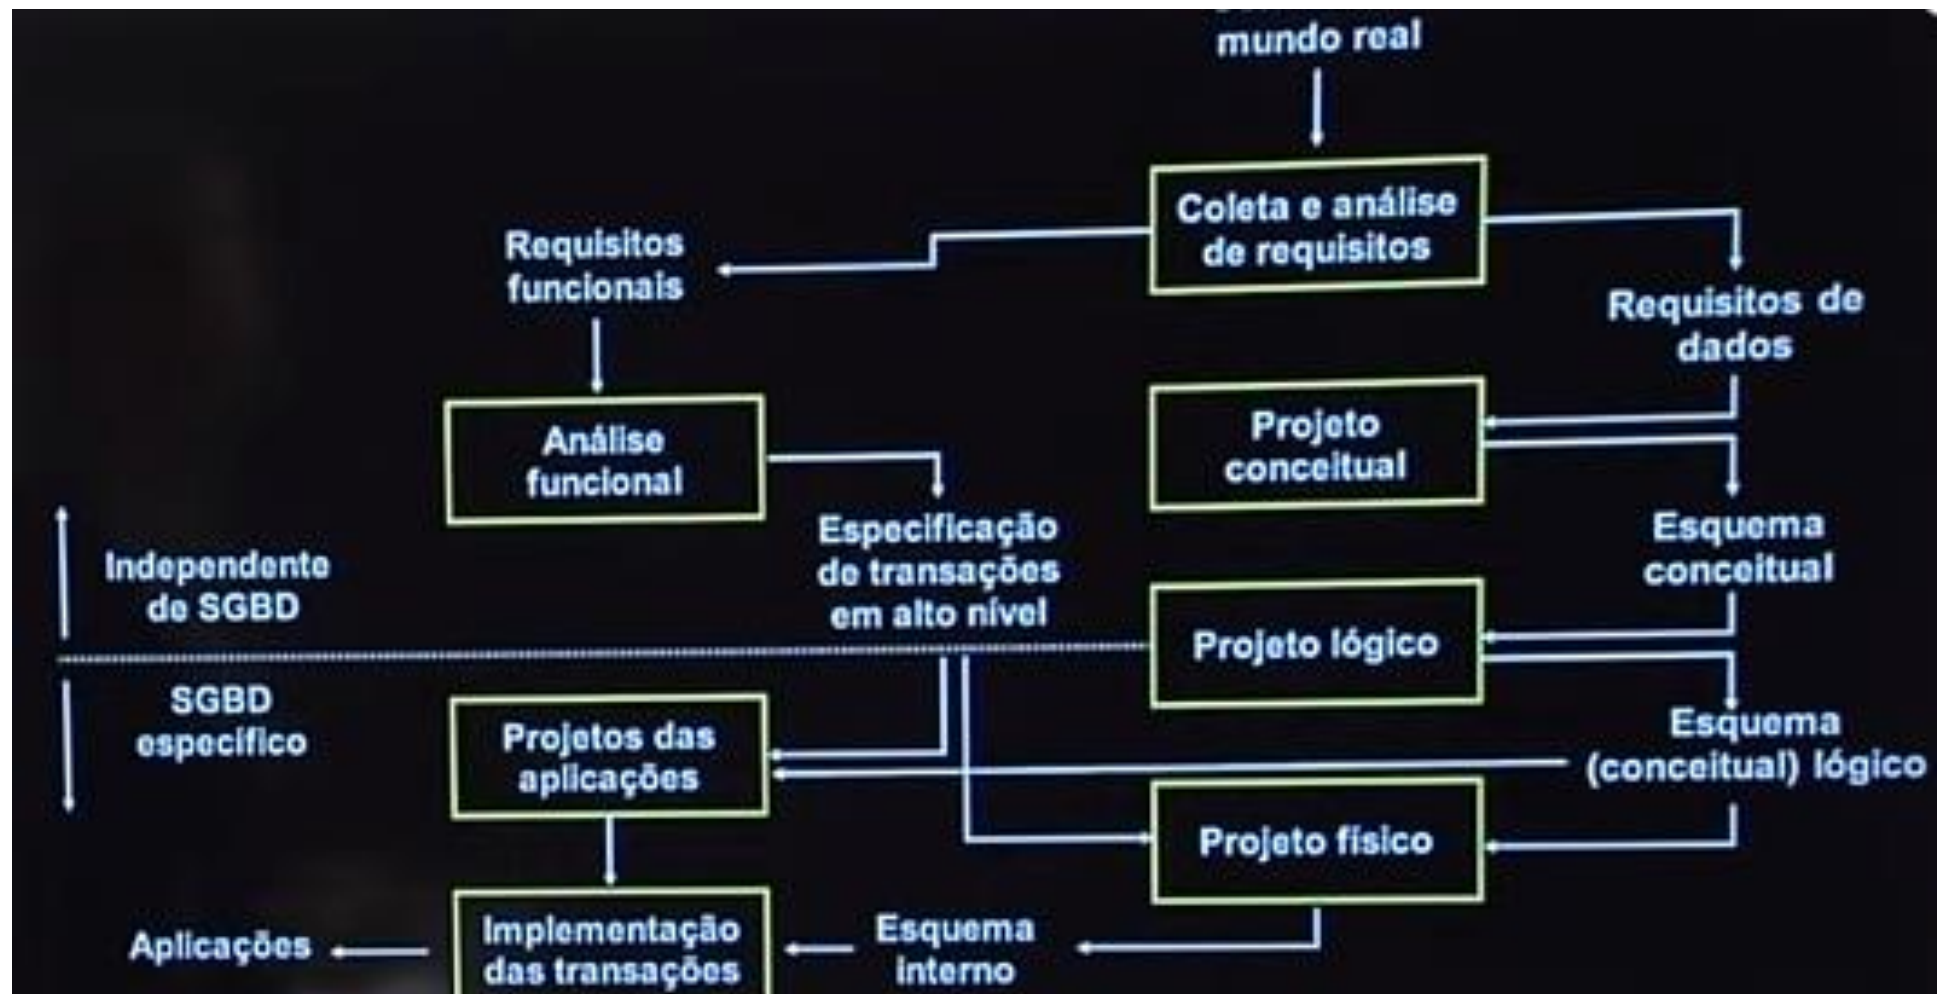 mundo real
Coleta e análise
de requisitos
Requisitos
funcionais
Requisitos de
dados
Análise
funcional
Projeto
conceitual
Especificação
de transações
em alto nível
Esquema
conceitual
Independente
de SGBD
Projeto lógico
SGBD
específico
Projetos das
aplicações
Esquema
(conceitual) lógico
Projeto físico
Aplicações
Implementação
das transações
Esquema
interno